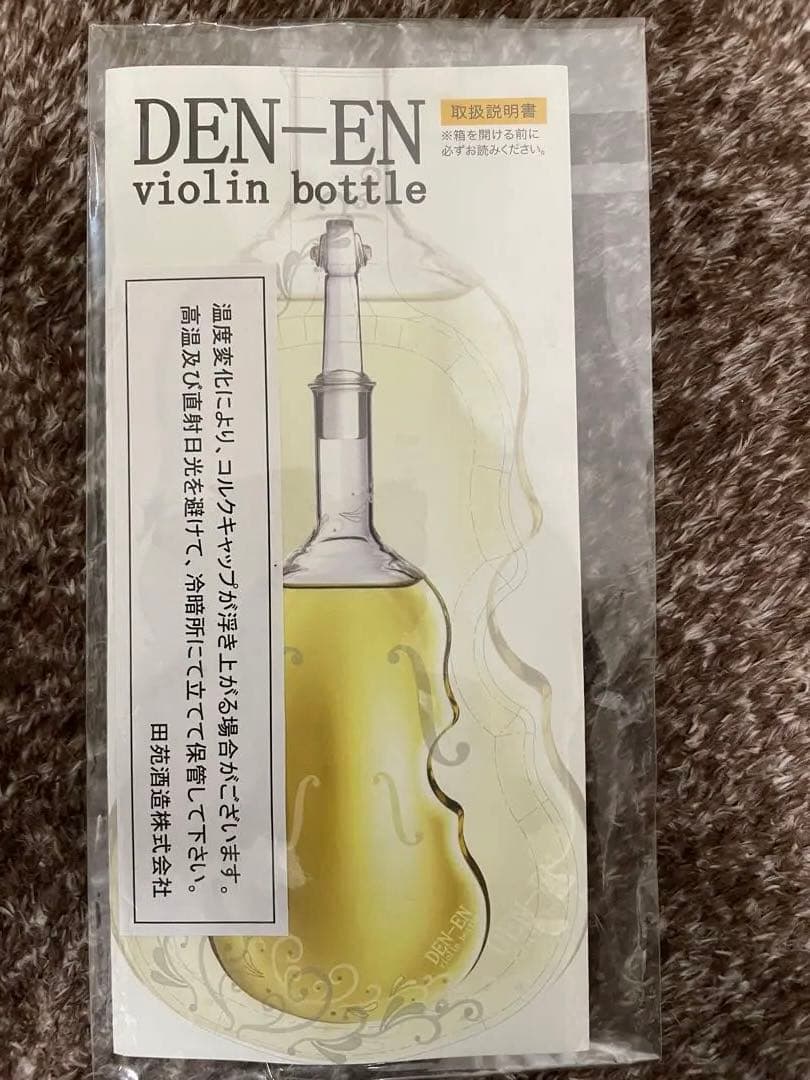 DEN-EN
violin bottle
取扱説明書
※箱を開ける前に
必ずお読みください。
温度変化により、コルクキャップが浮き上がる場合がございます。
高温及び直射日光を避けて、冷暗所にて立てて保管して下さい。
田苑酒造株式会社
DEN-EN
violin bottle